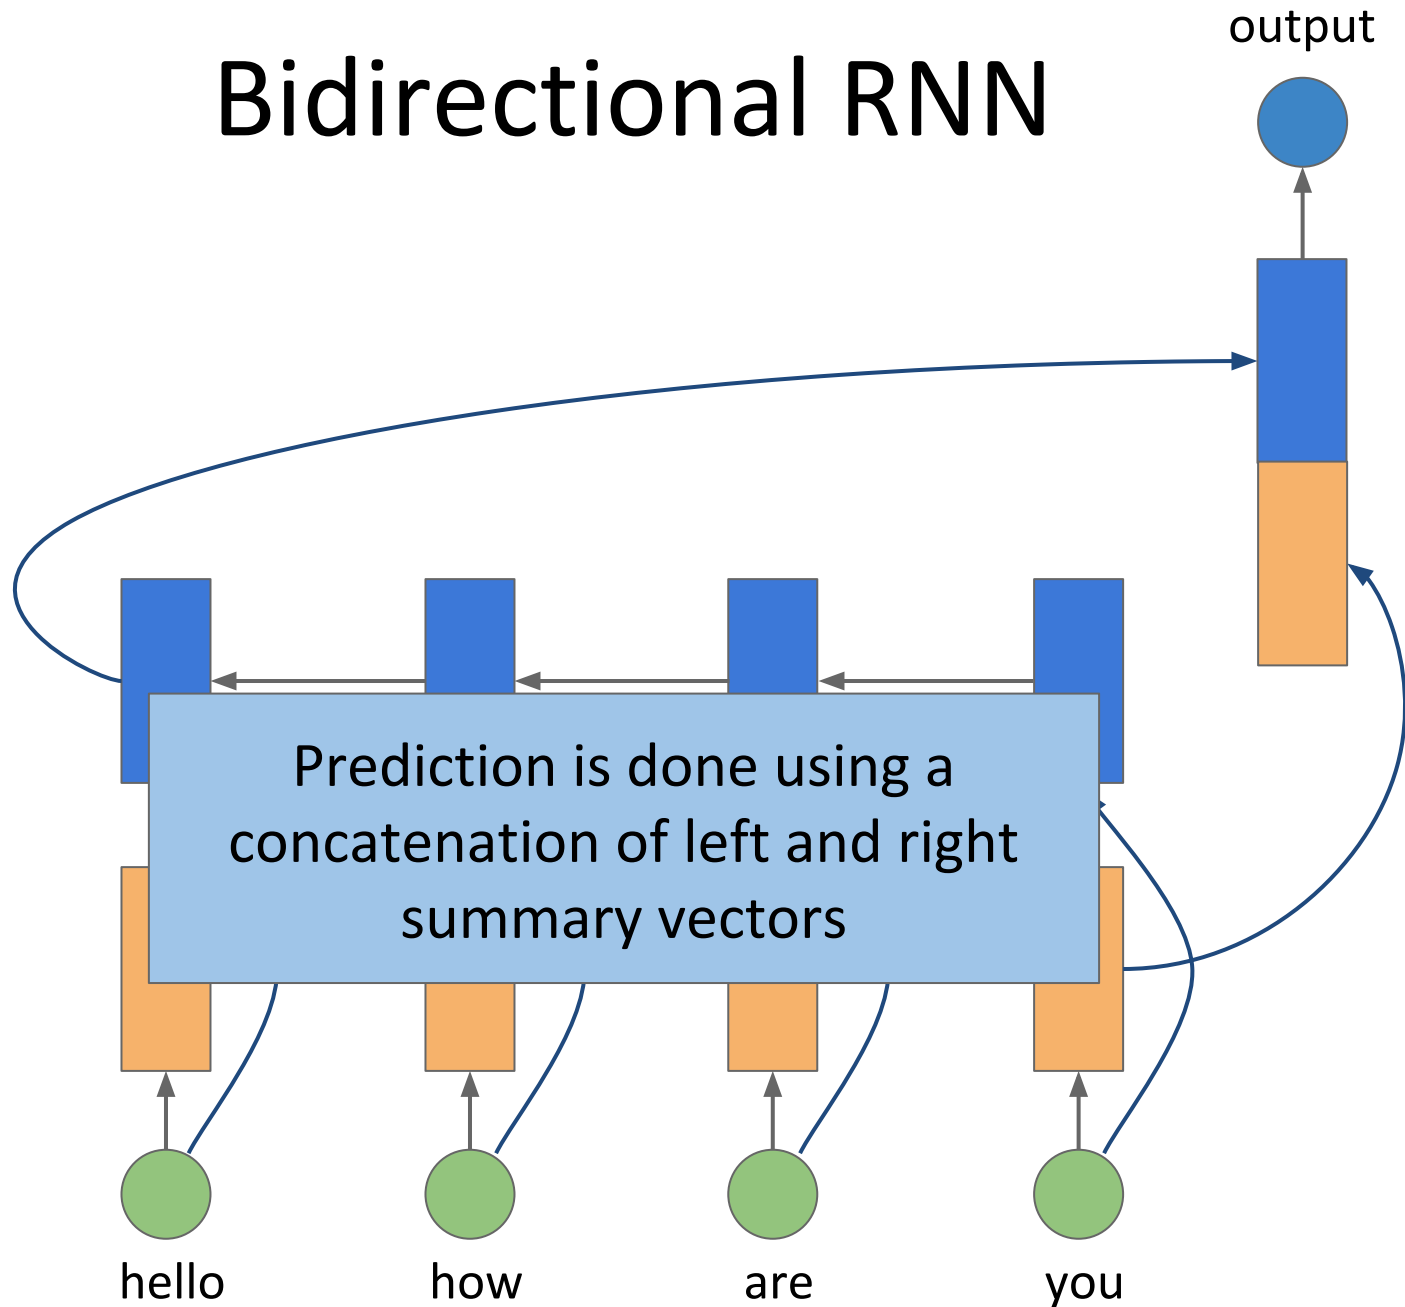 output
Bidirectional RNN
Prediction is done using a
concatenation of left and right
summary vectors
hello how are you